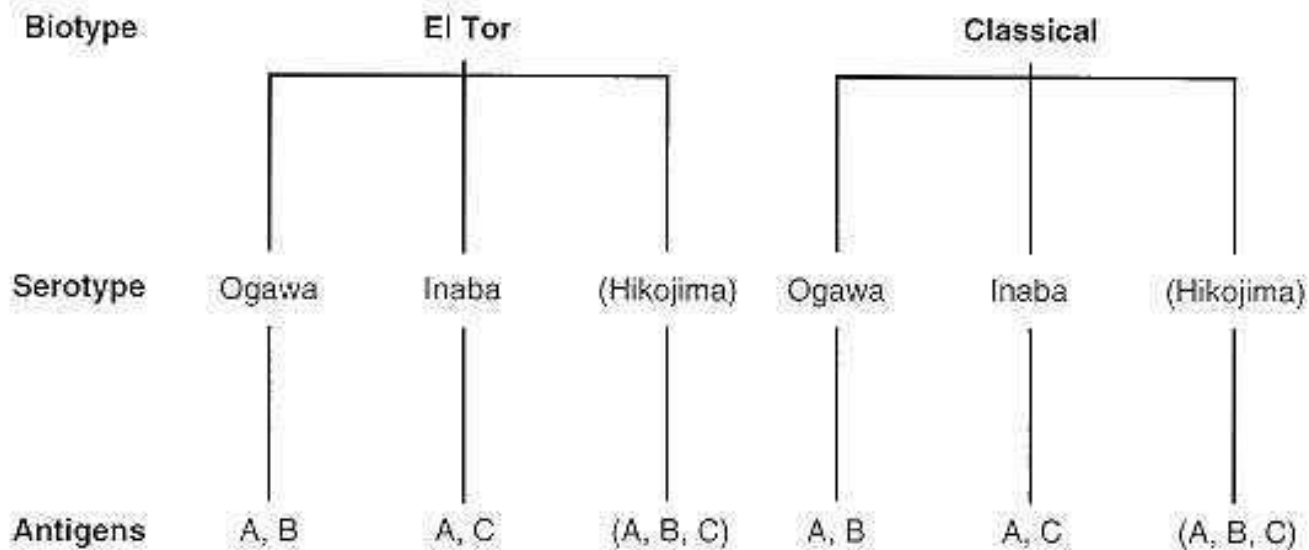 Biotype El Tor Classical
Serotype Ogawa Inaba (Hikojima) Ogawa Inaba (Hikojima)
Antigens A, B A, C (A, B, C) A, B A, C (A, B, C)